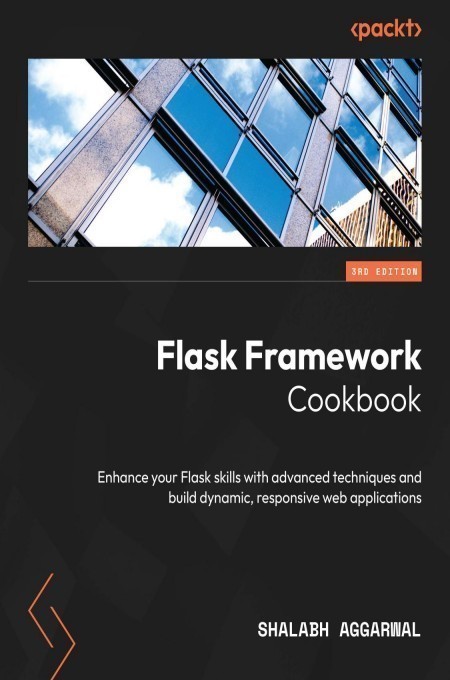 <packt>
3RD EDITION
Flask Framework
Cookbook
Enhance your Flask skills with advanced techniques and
build dynamic, responsive web applications
SHALABH AGGARWAL